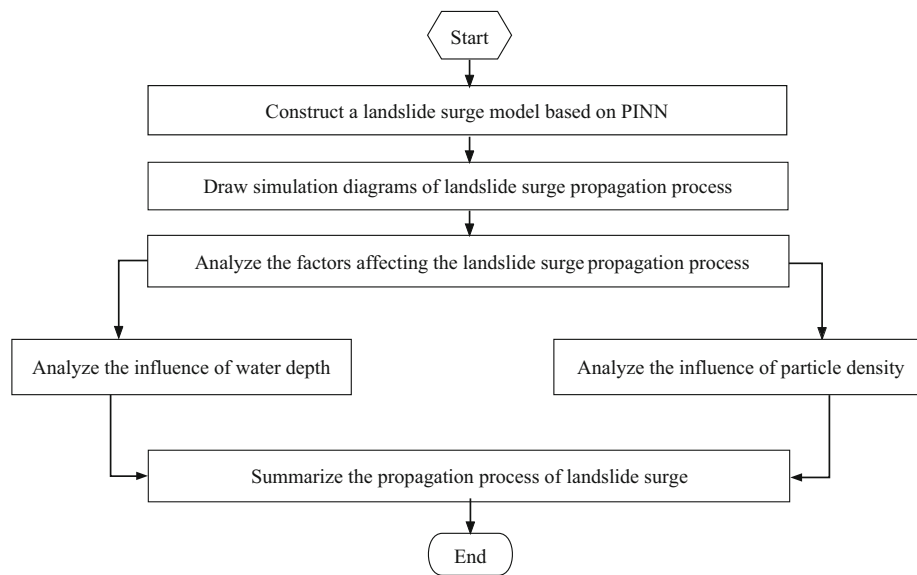 Start
Construct a landslide surge model based on PINN
Draw simulation diagrams of landslide surge propagation process
Analyze the factors affecting the landslide surge propagation process
Analyze the influence of water depth
Analyze the influence of particle density
Summarize the propagation process of landslide surge
End